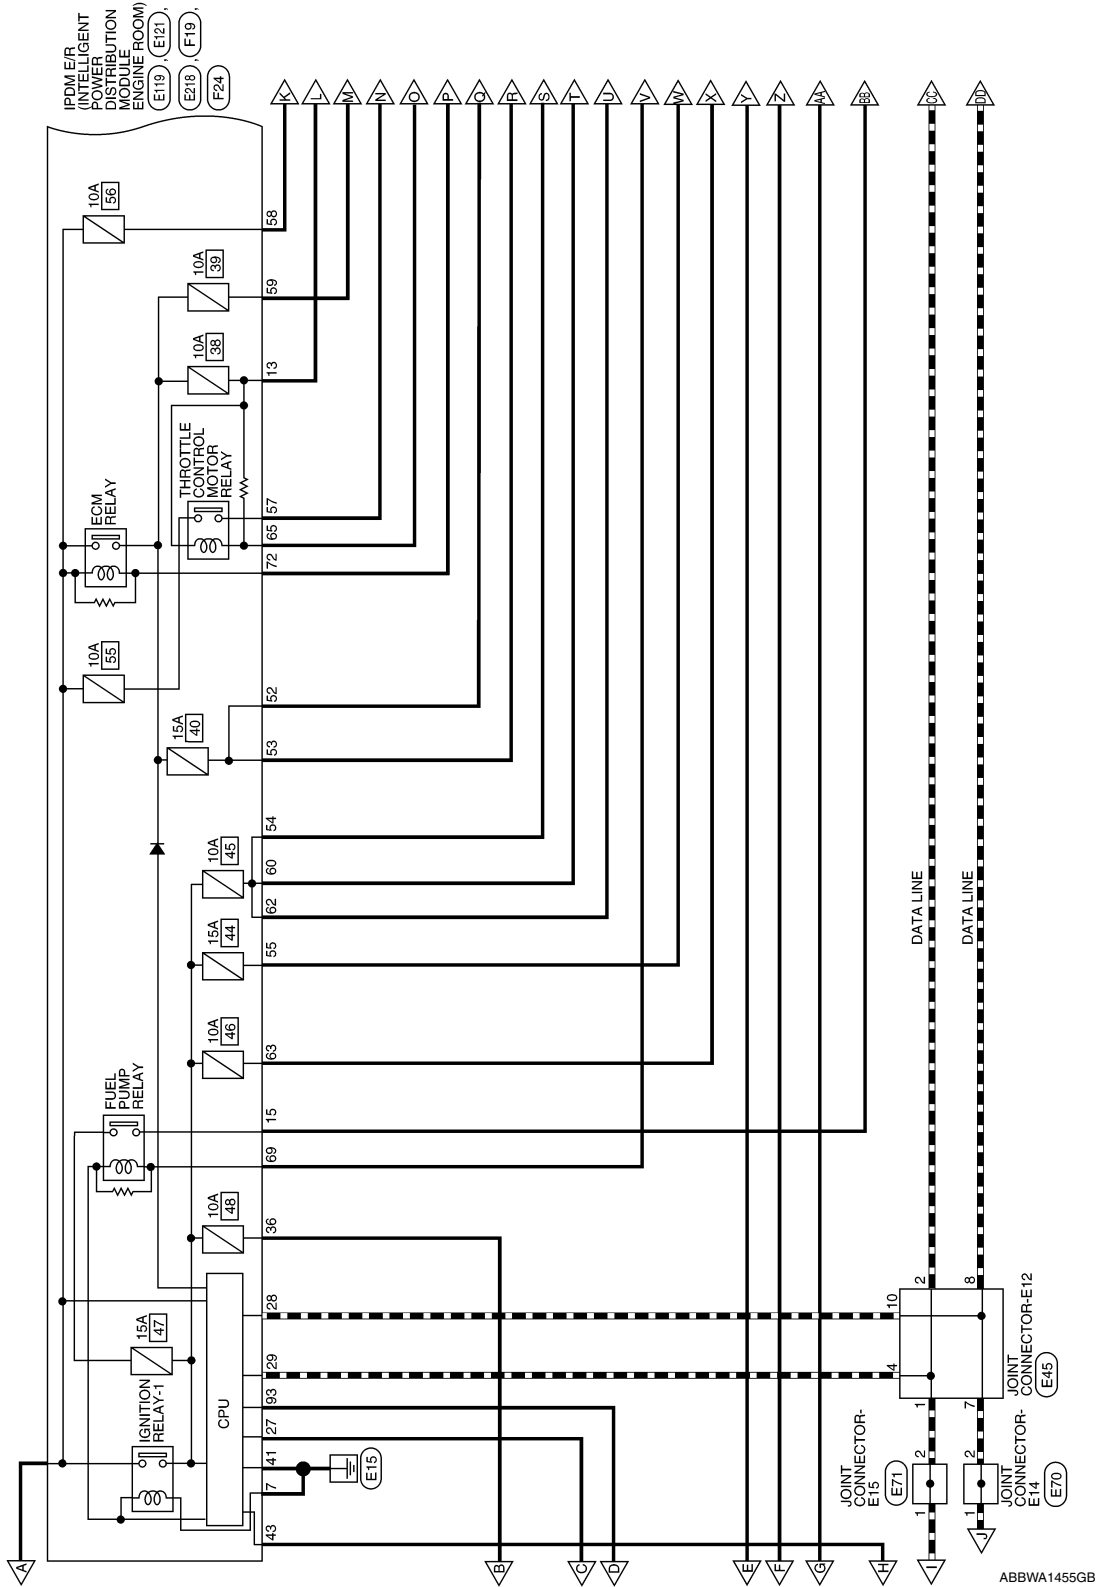 IPDM E/R
(INTELLIGENT
POWER
DISTRIBUTION
MODULE
ENGINE ROOM)
E119 , E121 ,
E218 , F19 ,
F24
K
L
M
N
O
P
Q
R
S
T
U
V
W
X
Y
Z
AA
BB
CC
DD
10A
56
58
10A
39
59
10A
38
13
THROTTLE
CONTROL
MOTOR
RELAY
ECM
RELAY
57
65
72
10A
55
52
15A
40
53
54
10A
45
60
62
15A
44
55
10A
46
63
FUEL
PUMP
RELAY
15
69
10A
48
36
28
15A
47
29
IGNITION
RELAY-1
CPU
93
27
41
7
E15
43
DATA LINE
DATA LINE
2
8
10
4
1
7
JOINT
CONNECTOR-E12
E45
JOINT
CONNECTOR-
E15
E71
2
1
JOINT
CONNECTOR-
E14
E70
2
1
A
B
C
D
E
F
G
H
I
J
ABBWA1455GB